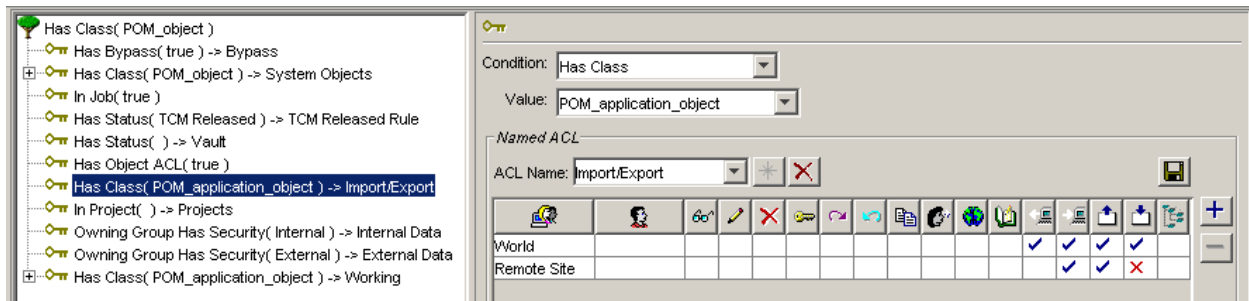 Has Class( POM_object )
Has Bypass( true ) -> Bypass
Has Class( POM_object ) -> System Objects
In Job( true )
Has Status( TCM Released ) -> TCM Released Rule
Has Status( ) -> Vault
Has Object ACL( true )
Has Class( POM_application_object ) -> Import/Export
In Project( ) -> Projects
Owning Group Has Security( Internal ) -> Internal Data
Owning Group Has Security( External ) -> External Data
Has Class( POM_application_object ) -> Working
Condition: Has Class
Value: POM_application_object
Named ACL
ACL Name: Import/Export
World
Remote Site